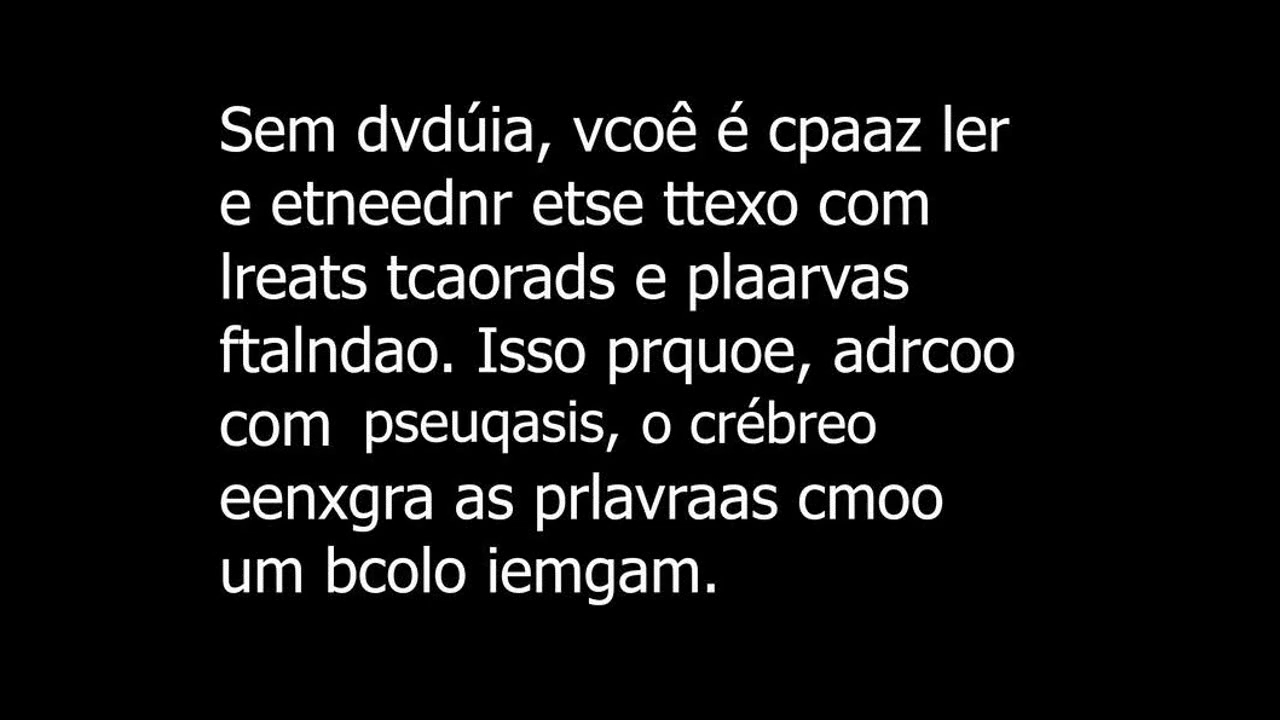 Sem dvdúia, vcoê é cpaaz ler
e etneednr etse ttexo com
lreats tcaorads e plaarvas
ftalndao. Isso prquoe, adrcoo
com pseuqasis, o crébreo
eenxgra as prlavraas cmoo
um bcolo iemgam.